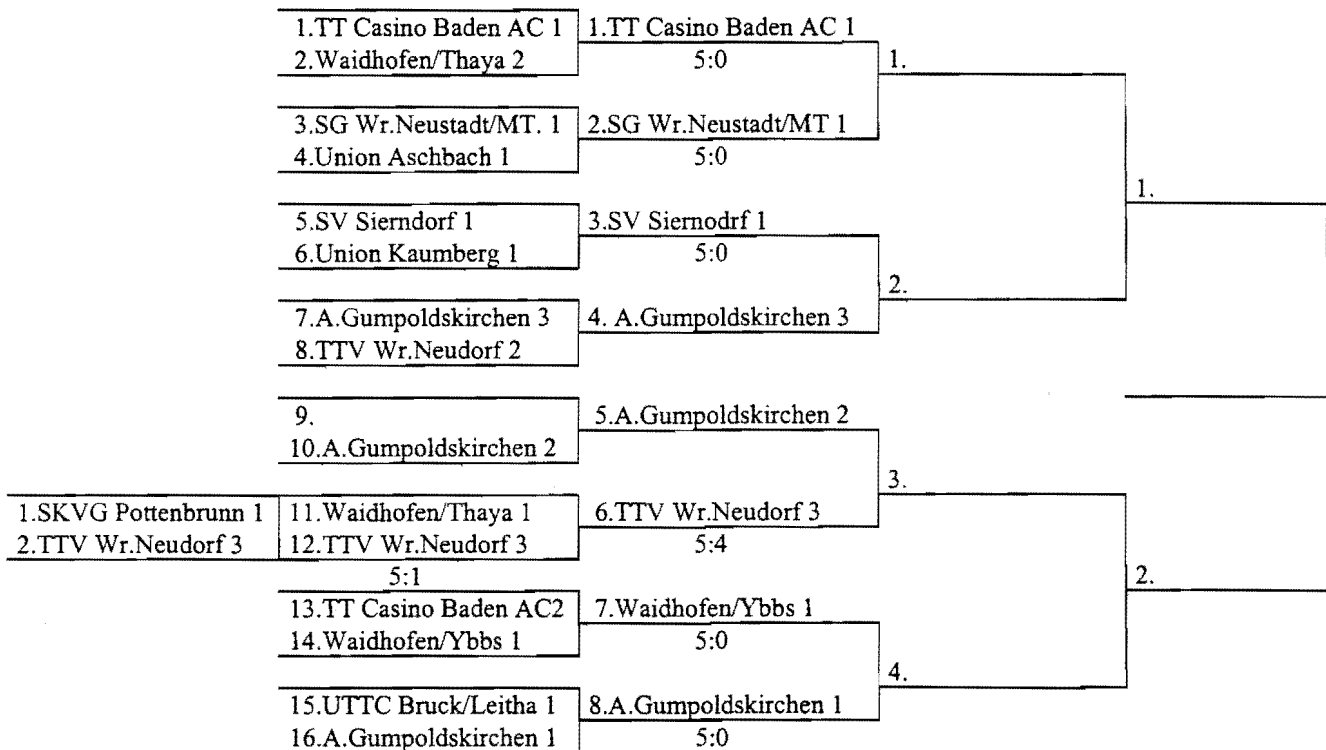 1.TT Casino Baden AC 1 1.TT Casino Baden AC 1
2.Waidhofen/Thaya 2 5:0 1.
3.SG Wr.Neustadt/MT. 1 2.SG Wr.Neustadt/MT 1
4.Union Aschbach 1 5:0
1.
5.SV Sierndorf 1 3.SV Siernodrf 1
6.Union Kaumberg 1 5:0
2.
7.A.Gumpoldskirchen 3 4. A.Gumpoldskirchen 3
8.TTV Wr.Neudorf 2
9. 5.A.Gumpoldskirchen 2
10.A.Gumpoldskirchen 2
3.
1.SKVG Pottenbrunn 1 11.Waidhofen/Thaya 1 6.TTV Wr.Neudorf 3
2.TTV Wr.Neudorf 3 12.TTV Wr.Neudorf 3 5:4
5:1 2.
13.TT Casino Baden AC2 7.Waidhofen/Ybbs 1
14.Waidhofen/Ybbs 1 5:0
4.
15.UTTC Bruck/Leitha 1 8.A.Gumpoldskirchen 1
16.A.Gumpoldskirchen 1 5:0